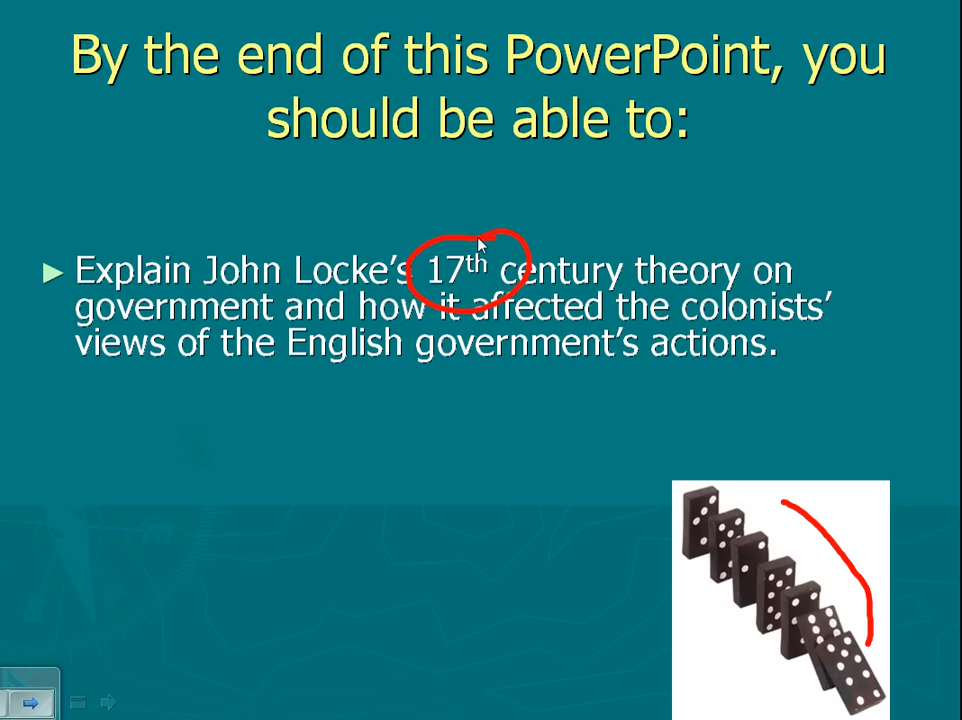 By the end of this PowerPoint, you
should be able to:
► Explain John Locke's 17th century theory on
government and how it affected the colonists'
views of the English government's actions.